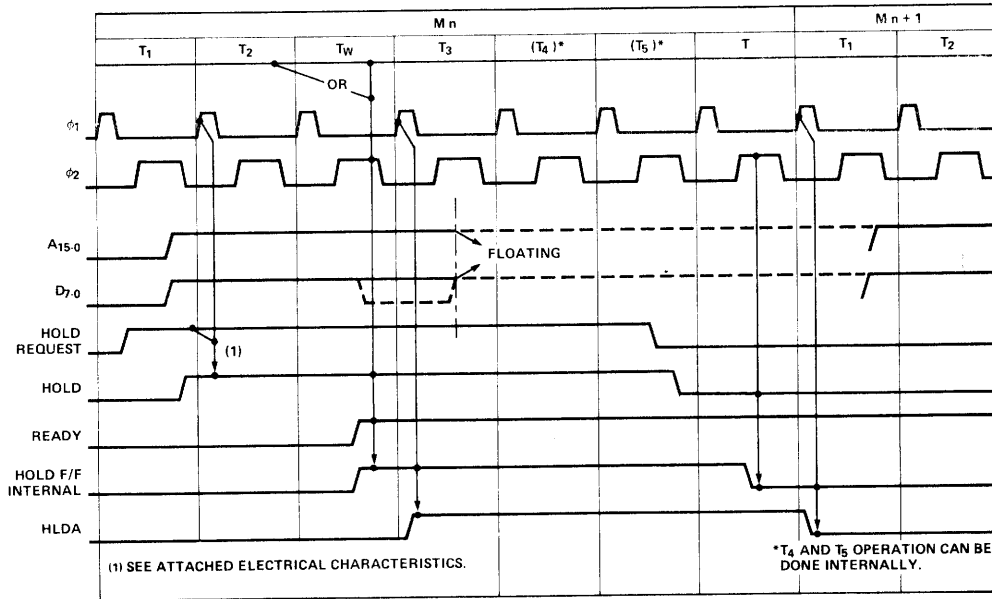 Mn
Mn + 1
T1
T2
TW
T3
(T4)*
(T5)*
T
T1
T2
OR
φ1
φ2
A15-0
FLOATING
D7-0
HOLD
REQUEST
(1)
HOLD
READY
HOLD F/F
INTERNAL
HLDA
(1) SEE ATTACHED ELECTRICAL CHARACTERISTICS.
*T4 AND T5 OPERATION CAN BE
DONE INTERNALLY.